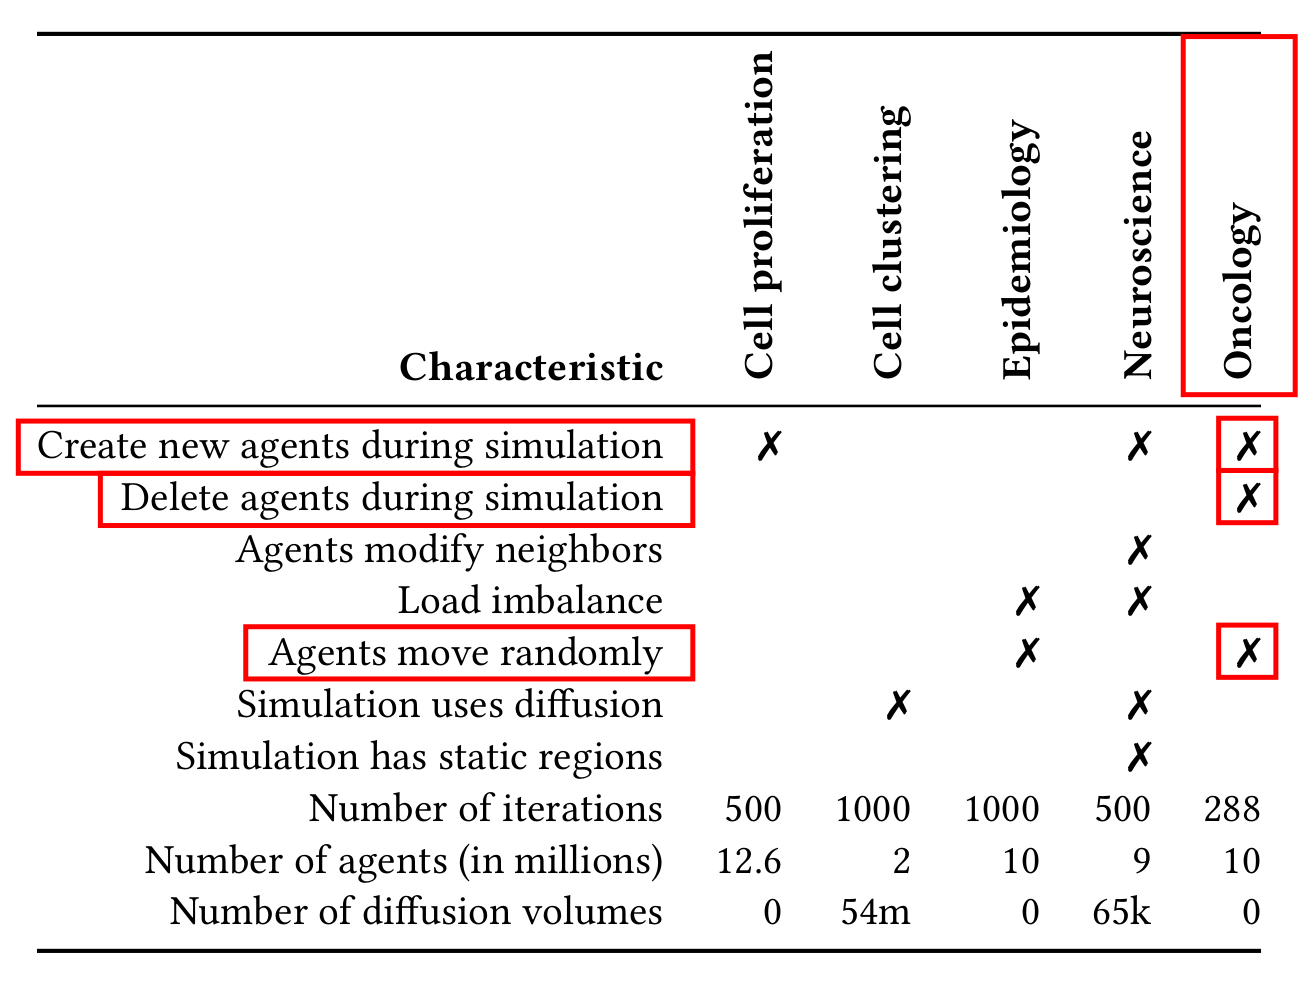 Characteristic Cell proliferation Cell clustering Epidemiology Neuroscience Oncology
Create new agents during simulation ✗ ✗ ✗
Delete agents during simulation ✗
Agents modify neighbors ✗
Load imbalance ✗ ✗
Agents move randomly ✗ ✗
Simulation uses diffusion ✗ ✗
Simulation has static regions ✗
Number of iterations 500 1000 1000 500 288
Number of agents (in millions) 12.6 2 10 9 10
Number of diffusion volumes 0 54m 0 65k 0